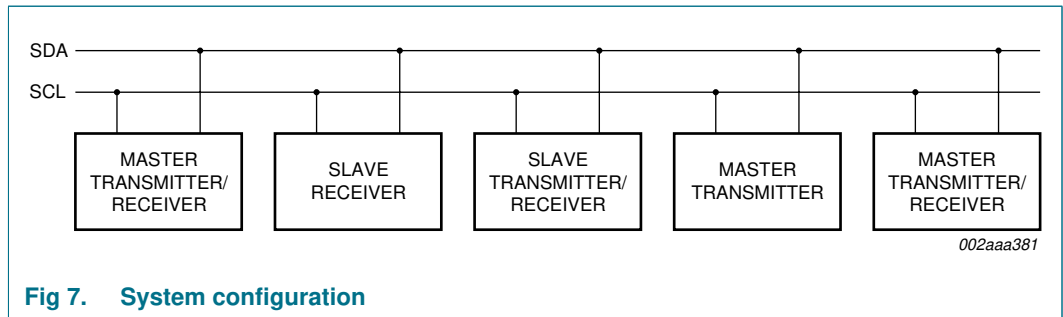 SDA
SCL
MASTER
TRANSMITTER/
RECEIVER
SLAVE
RECEIVER
SLAVE
TRANSMITTER/
RECEIVER
MASTER
TRANSMITTER
MASTER
TRANSMITTER/
RECEIVER
002aaa381
Fig 7. System configuration